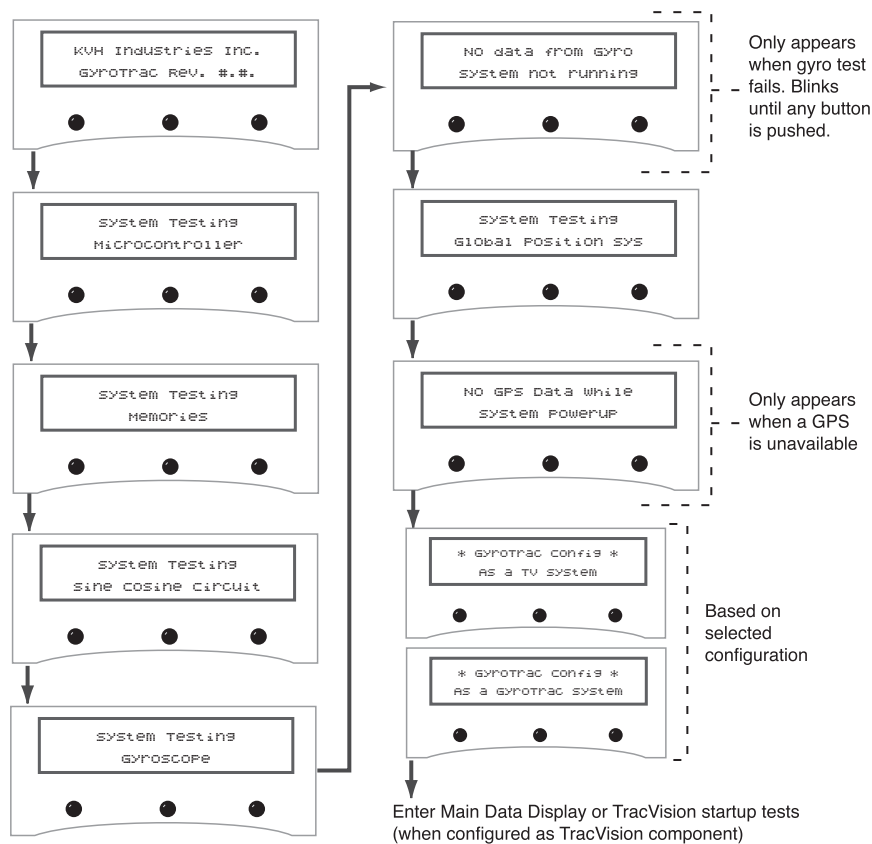 KVH Industries Inc.
GyroTrac Rev. #.#.
System Testing
Microcontroller
System Testing
Memories
System Testing
Sine Cosine Circuit
System Testing
Gyroscope
No data from Gyro
System not running
Only appears
when gyro test
fails. Blinks
until any button
is pushed.
System Testing
Global Position Sys
No GPS Data While
System PowerUp
Only appears
when a GPS
is unavailable
* GyroTrac Config *
As a TV System
* GyroTrac Config *
As a GyroTrac System
Based on
selected
configuration
Enter Main Data Display or TracVision startup tests
(when configured as TracVision component)